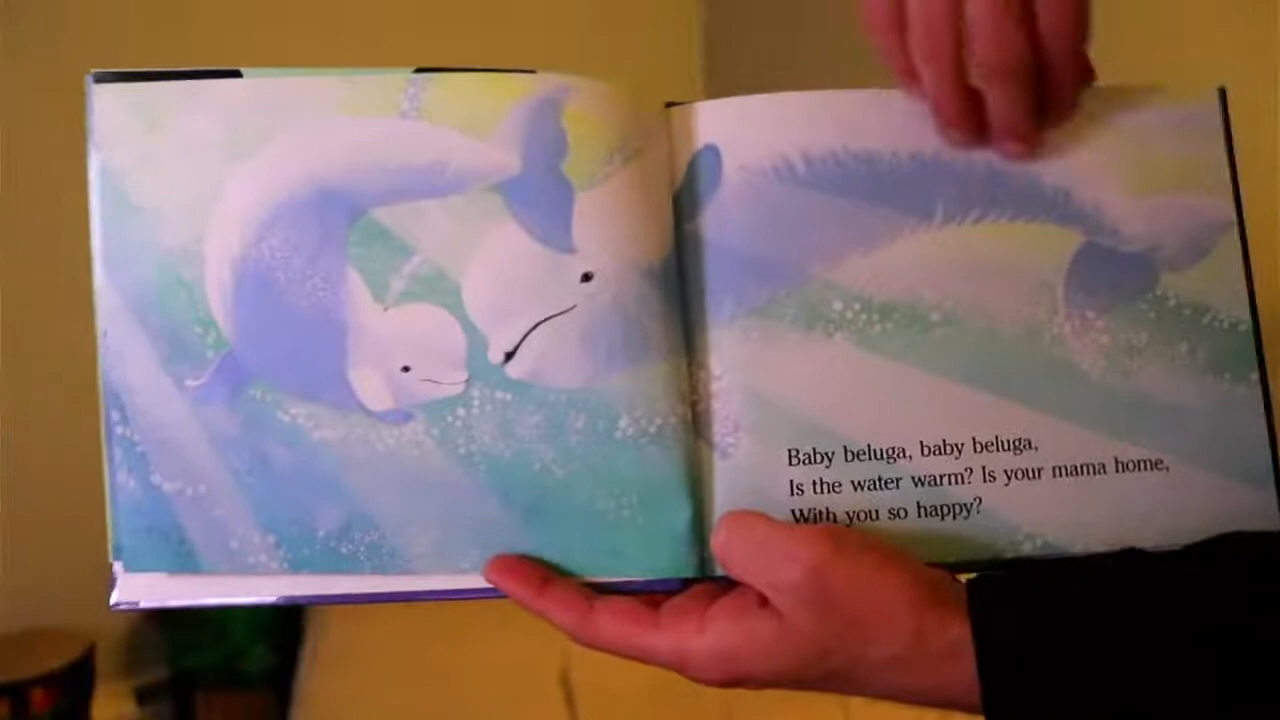 Baby beluga, baby beluga,
Is the water warm? Is your mama home,
With you so happy?